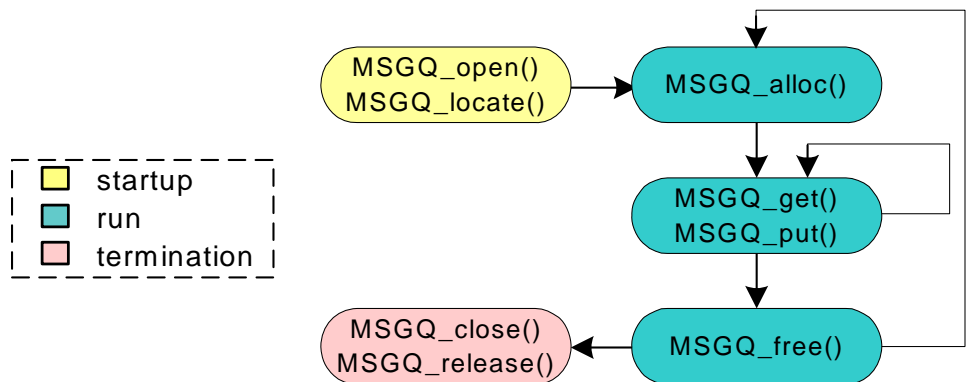 MSGQ_open()
MSGQ_locate()
MSGQ_alloc()
startup
run
termination
MSGQ_get()
MSGQ_put()
MSGQ_close()
MSGQ_release()
MSGQ_free()